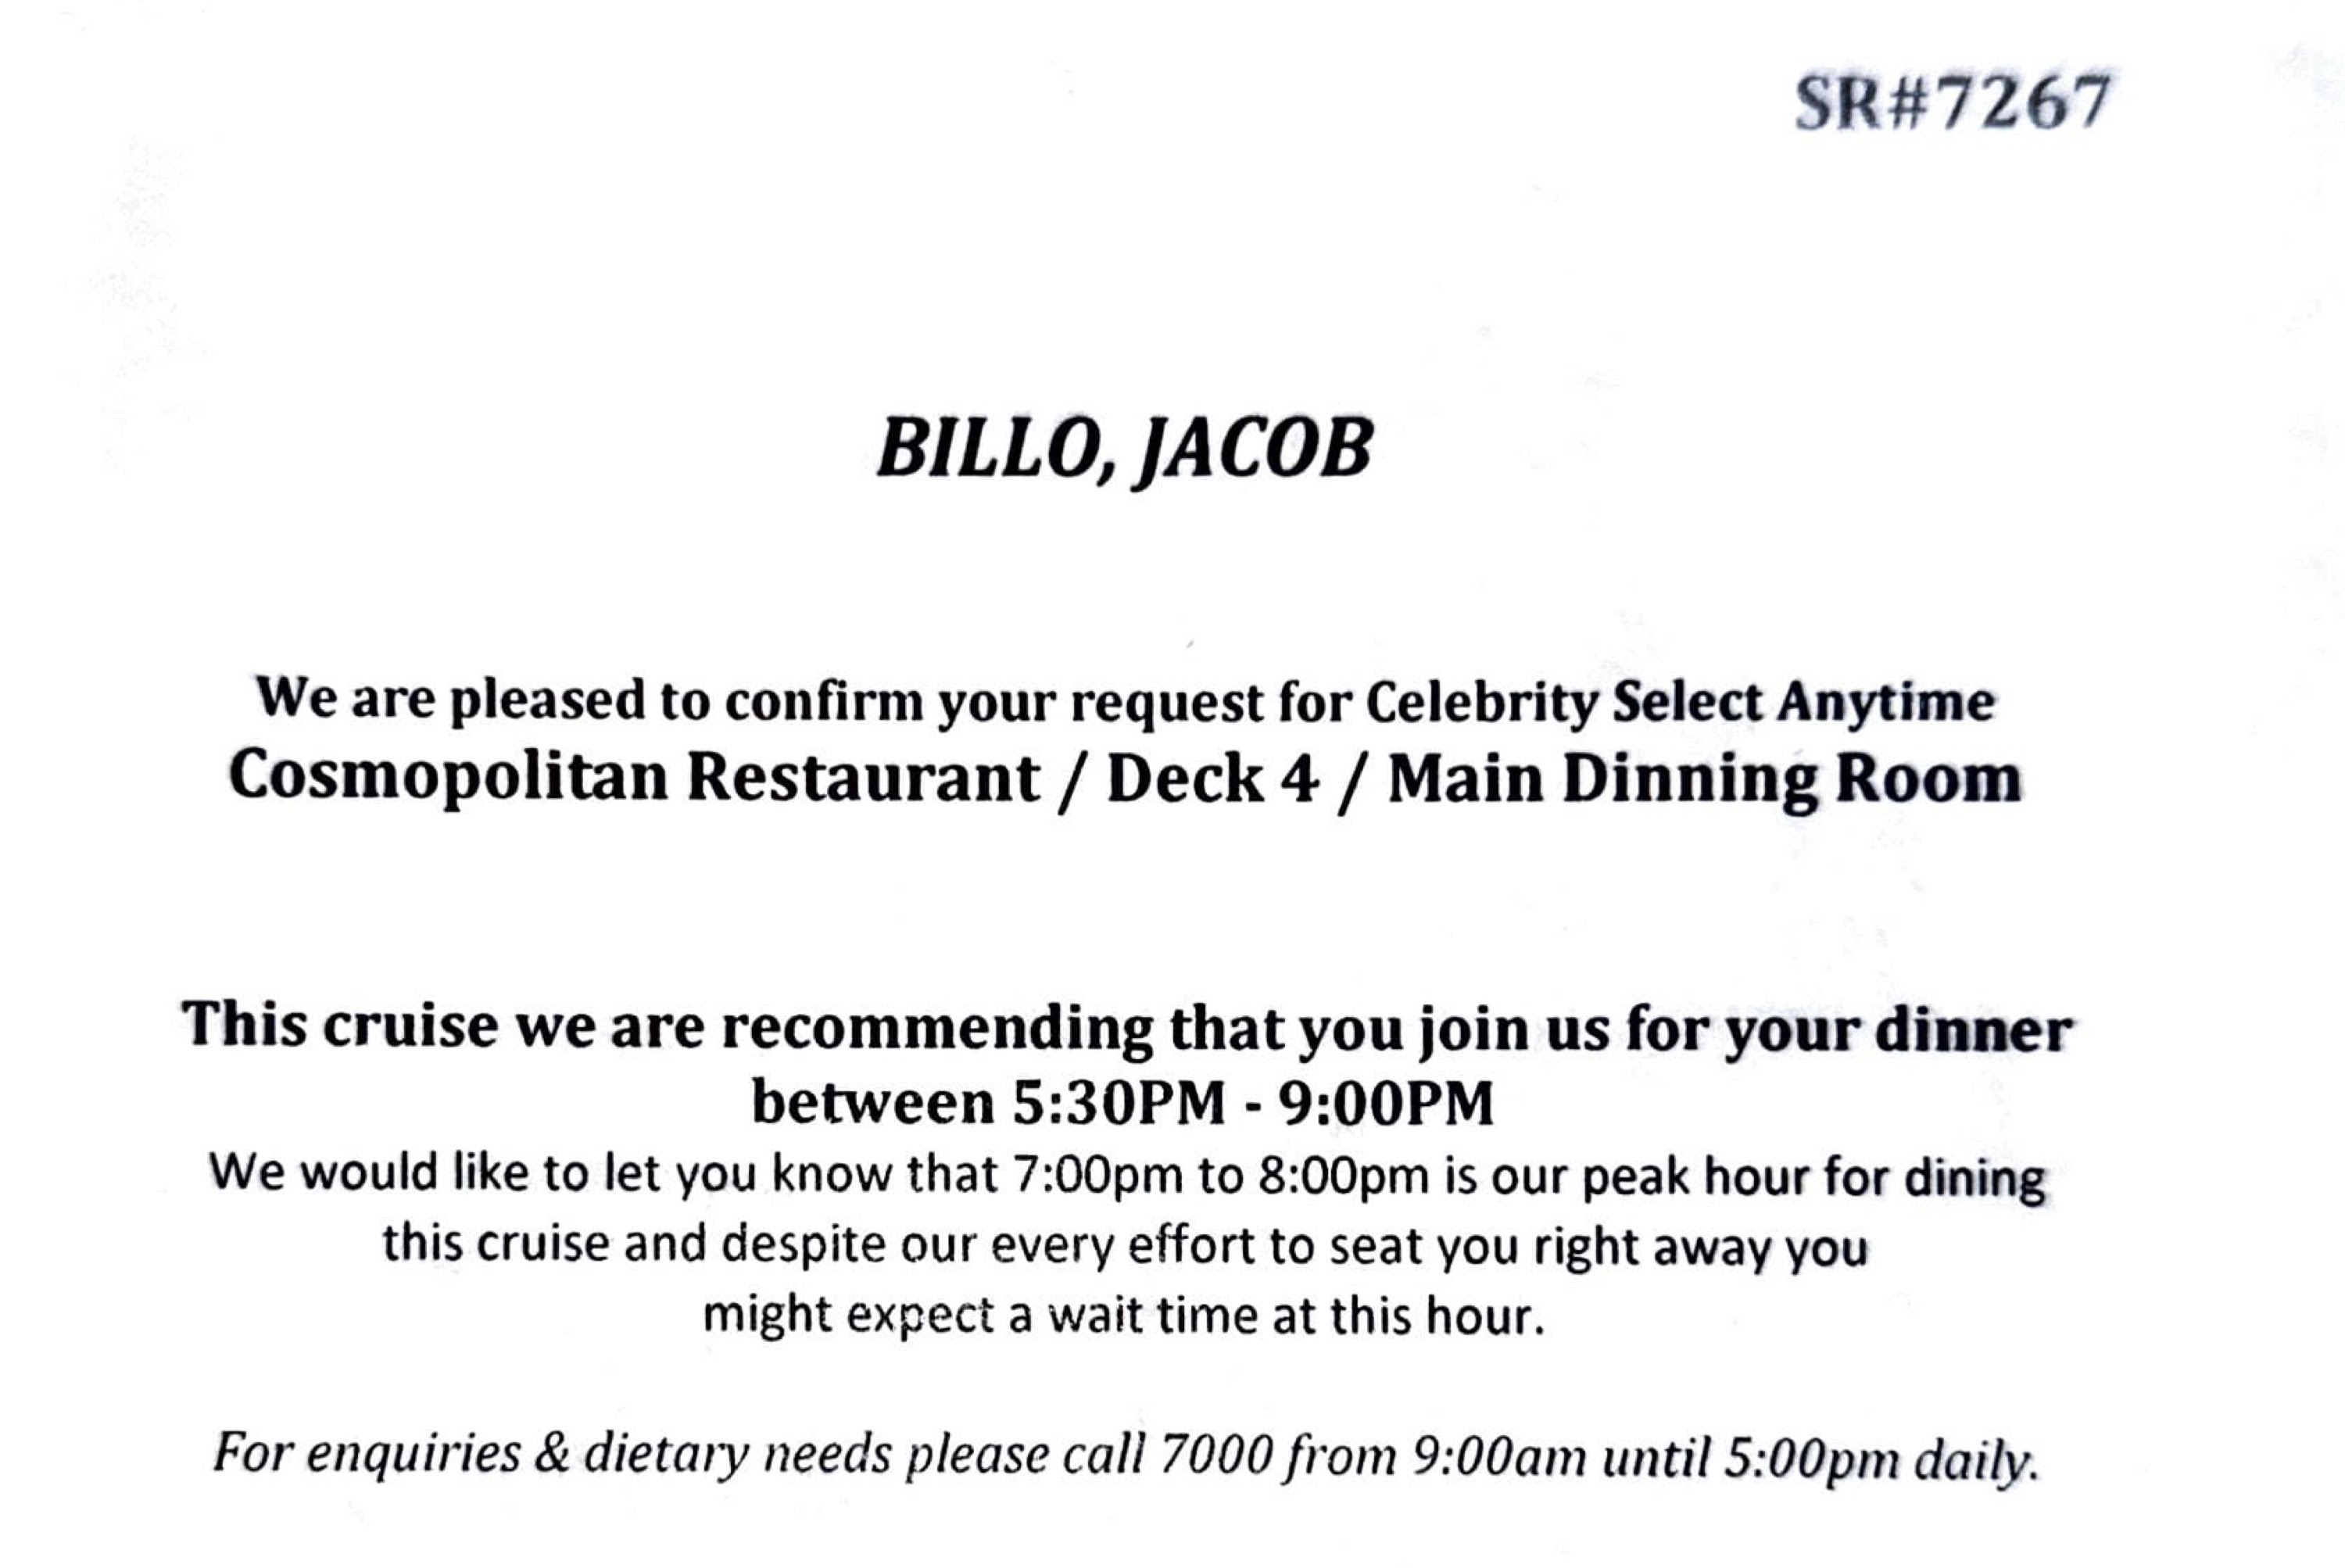 SR#7267
BILLO, JACOB
We are pleased to confirm your request for Celebrity Select Anytime
Cosmopolitan Restaurant / Deck 4 / Main Dinning Room
This cruise we are recommending that you join us for your dinner
between 5:30PM - 9:00PM
We would like to let you know that 7:00pm to 8:00pm is our peak hour for dining
this cruise and despite our every effort to seat you right away you
might expect a wait time at this hour.
For enquiries & dietary needs please call 7000 from 9:00am until 5:00pm daily.